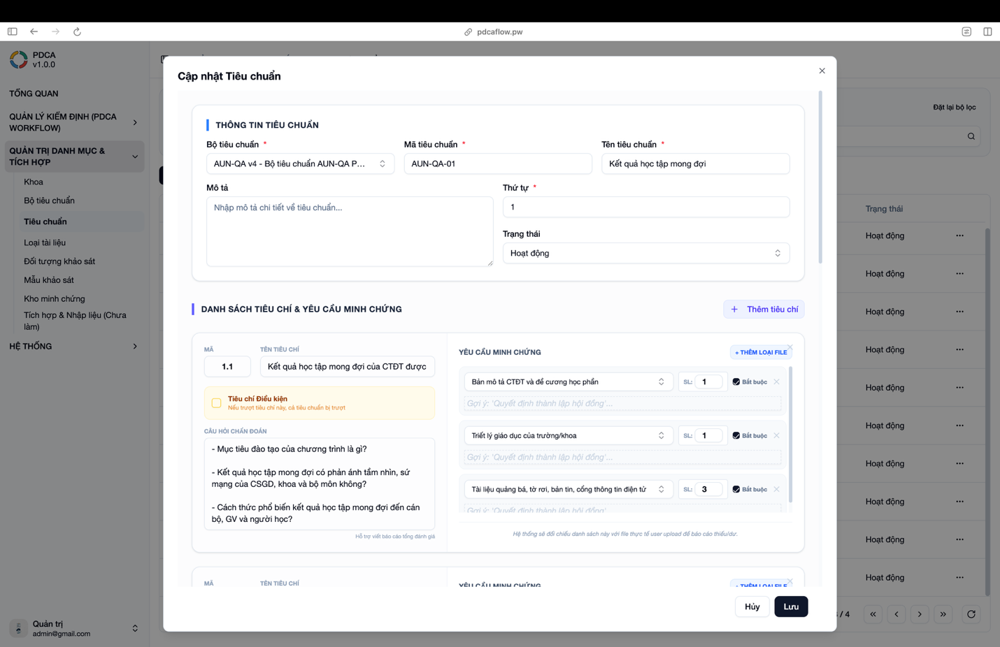 pdcaflow.pw
PDCA
v1.0.0
TỔNG QUAN
QUẢN LÝ KIỂM ĐỊNH (PDCA
WORKFLOW)
QUẢN TRỊ DANH MỤC &
TÍCH HỢP
Khoa
Bộ tiêu chuẩn
Tiêu chuẩn
Loại tài liệu
Đối tượng khảo sát
Mẫu khảo sát
Kho minh chứng
Tích hợp & Nhập liệu (Chưa
làm)
HỆ THỐNG
Quản trị
admin@gmail.com
Cập nhật Tiêu chuẩn
THÔNG TIN TIÊU CHUẨN
Bộ tiêu chuẩn *
Mã tiêu chuẩn *
Tên tiêu chuẩn *
AUN-QA v4 - Bộ tiêu chuẩn AUN-QA P...
AUN-QA-01
Kết quả học tập mong đợi
Mô tả
Thứ tự *
Nhập mô tả chi tiết về tiêu chuẩn...
1
Trạng thái
Hoạt động
DANH SÁCH TIÊU CHÍ & YÊU CẦU MINH CHỨNG
+ Thêm tiêu chí
MÃ
TÊN TIÊU CHÍ
1.1
Kết quả học tập mong đợi của CTĐT được
Tiêu chí Điều kiện
Nếu trượt tiêu chí này, cả tiêu chuẩn bị trượt
CÂU HỎI CHẨN ĐOÁN
- Mục tiêu đào tạo của chương trình là gì?
- Kết quả học tập mong đợi có phản ánh tầm nhìn, sứ
mạng của CSGD, khoa và bộ môn không?
- Cách thức phổ biến kết quả học tập mong đợi đến cán
bộ, GV và người học?
Hỗ trợ viết báo cáo tổng đánh giá
YÊU CẦU MINH CHỨNG
+ THÊM LOẠI FILE
Bản mô tả CTĐT và đề cương học phần
SL: 1
Bắt buộc
Gợi ý: 'Quyết định thành lập hội đồng'...
Triết lý giáo dục của trường/khoa
SL: 1
Bắt buộc
Gợi ý: 'Quyết định thành lập hội đồng'...
Tài liệu quảng bá, tờ rơi, bản tin, cổng thông tin điện tử
SL: 3
Bắt buộc
Gợi ý: 'Quyết định thành lập hội đồng'...
Hệ thống sẽ đối chiếu danh sách này với file thực tế user upload để báo cáo thiếu/dư.
MÃ
TÊN TIÊU CHÍ
YÊU CẦU MINH CHỨNG
+ THÊM LOẠI FILE
Hủy
Lưu
Đặt lại bộ lọc
Trạng thái
Hoạt động
Hoạt động
Hoạt động
Hoạt động
Hoạt động
Hoạt động
Hoạt động
Hoạt động
Hoạt động
Hoạt động
/ 4